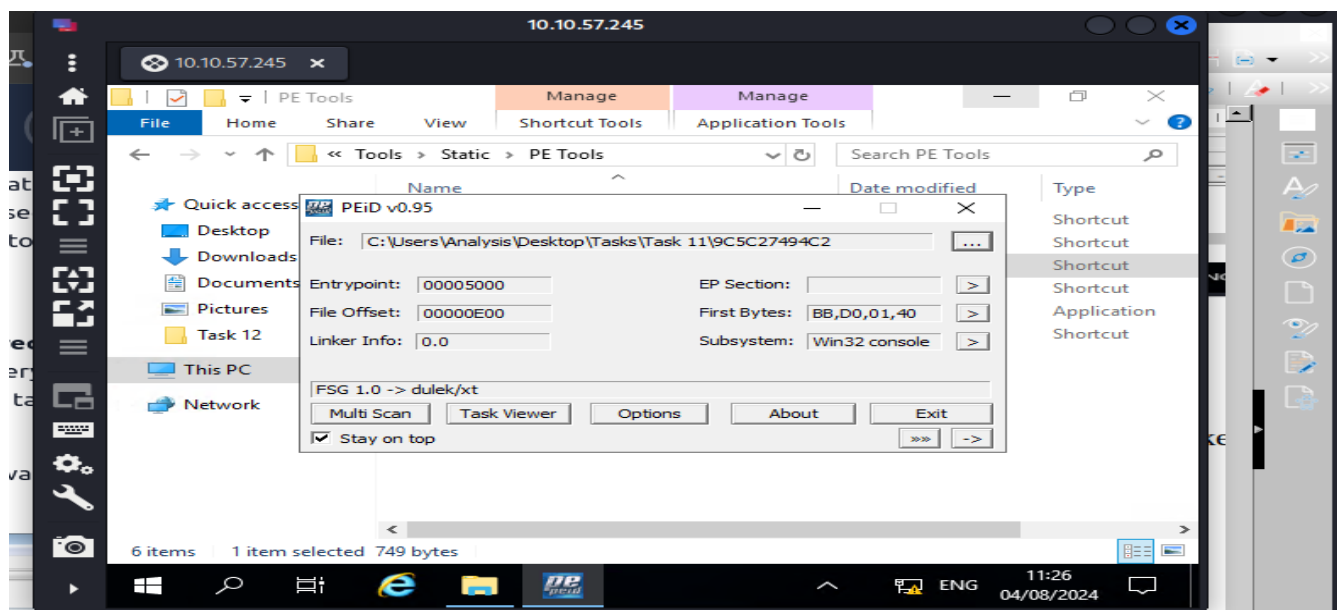 10.10.57.245
10.10.57.245
PE Tools
Manage
Manage
File Home Share View Shortcut Tools Application Tools
« Tools > Static > PE Tools
Search PE Tools
Name Date modified Type
Quick access
Desktop
Downloads
Documents
Pictures
Task 12
This PC
Network
Shortcut
Shortcut
Shortcut
Shortcut
Application
Shortcut
PEiD v0.95
File: C:\Users\Analysis\Desktop\Tasks\Task 11\9C5C27494C2 ...
Entrypoint: 00005000 EP Section: >
File Offset: 00000E00 First Bytes: BB,D0,01,40 >
Linker Info: 0.0 Subsystem: Win32 console >
FSG 1.0 -> dulek/xt
Multi Scan Task Viewer Options About Exit
Stay on top »» ->
6 items 1 item selected 749 bytes
ENG
11:26
04/08/2024